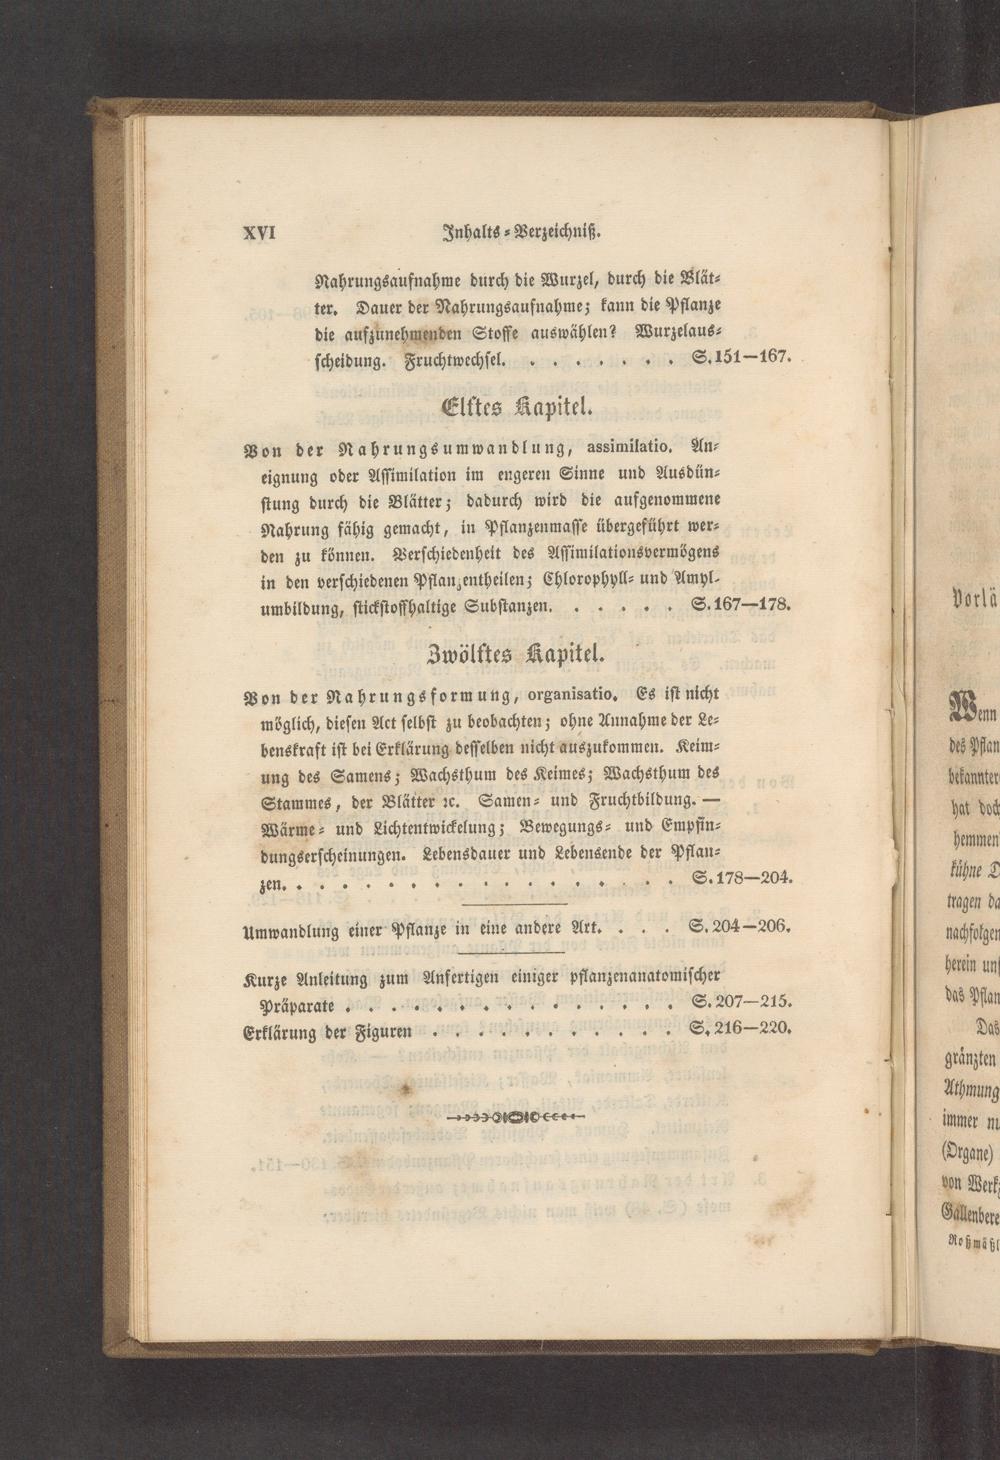 XVI Inhalts-Verzeichniß.
Nahrungsaufnahme durch die Wurzel, durch die Blät-
ter. Dauer der Nahrungsaufnahme; kann die Pflanze
die aufzunehmenden Stoffe auswählen? Wurzelaus-
scheidung. Fruchtwechsel. . . . . . . . S. 151—167.
Elftes Kapitel.
Von der Nahrungsumwandlung, assimilatio. An-
eignung oder Assimilation im engeren Sinne und Ausdün-
stung durch die Blätter; dadurch wird die aufgenommene
Nahrung fähig gemacht, in Pflanzenmasse übergeführt wer-
den zu können. Verschiedenheit des Assimilationsvermögens
in den verschiedenen Pflanzentheilen; Chlorophyll- und Amyl-
umbildung, stickstoffhaltige Substanzen. . . . . . S. 167—178.
Zwölftes Kapitel.
Von der Nahrungsformung, organisatio. Es ist nicht
möglich, diesen Act selbst zu beobachten; ohne Annahme der Le-
benskraft ist bei Erklärung desselben nicht auszukommen. Keim-
ung des Samens; Wachsthum des Keimes; Wachsthum des
Stammes, der Blätter ꝛc. Samen- und Fruchtbildung. —
Wärme- und Lichtentwickelung; Bewegungs- und Empfin-
dungserscheinungen. Lebensdauer und Lebensende der Pflan-
zen. . . . . . . . . . . . . . . . S. 178—204.
Umwandlung einer Pflanze in eine andere Art. . . . S. 204—206.
Kurze Anleitung zum Anfertigen einiger pflanzenanatomischer
Präparate . . . . . . . . . . . . . . . S. 207—215.
Erklärung der Figuren . . . . . . . . . . . S. 216—220.
Vorlä
Wenn
des Pflan
bekannter
hat doch
hemmen
kühne D
tragen da
nachfolgen
herein uns
das Pflan
Das
gränzten
Athmung
immer nu
(Organe)
von Werkz
Gallenbere
Roßmäßl